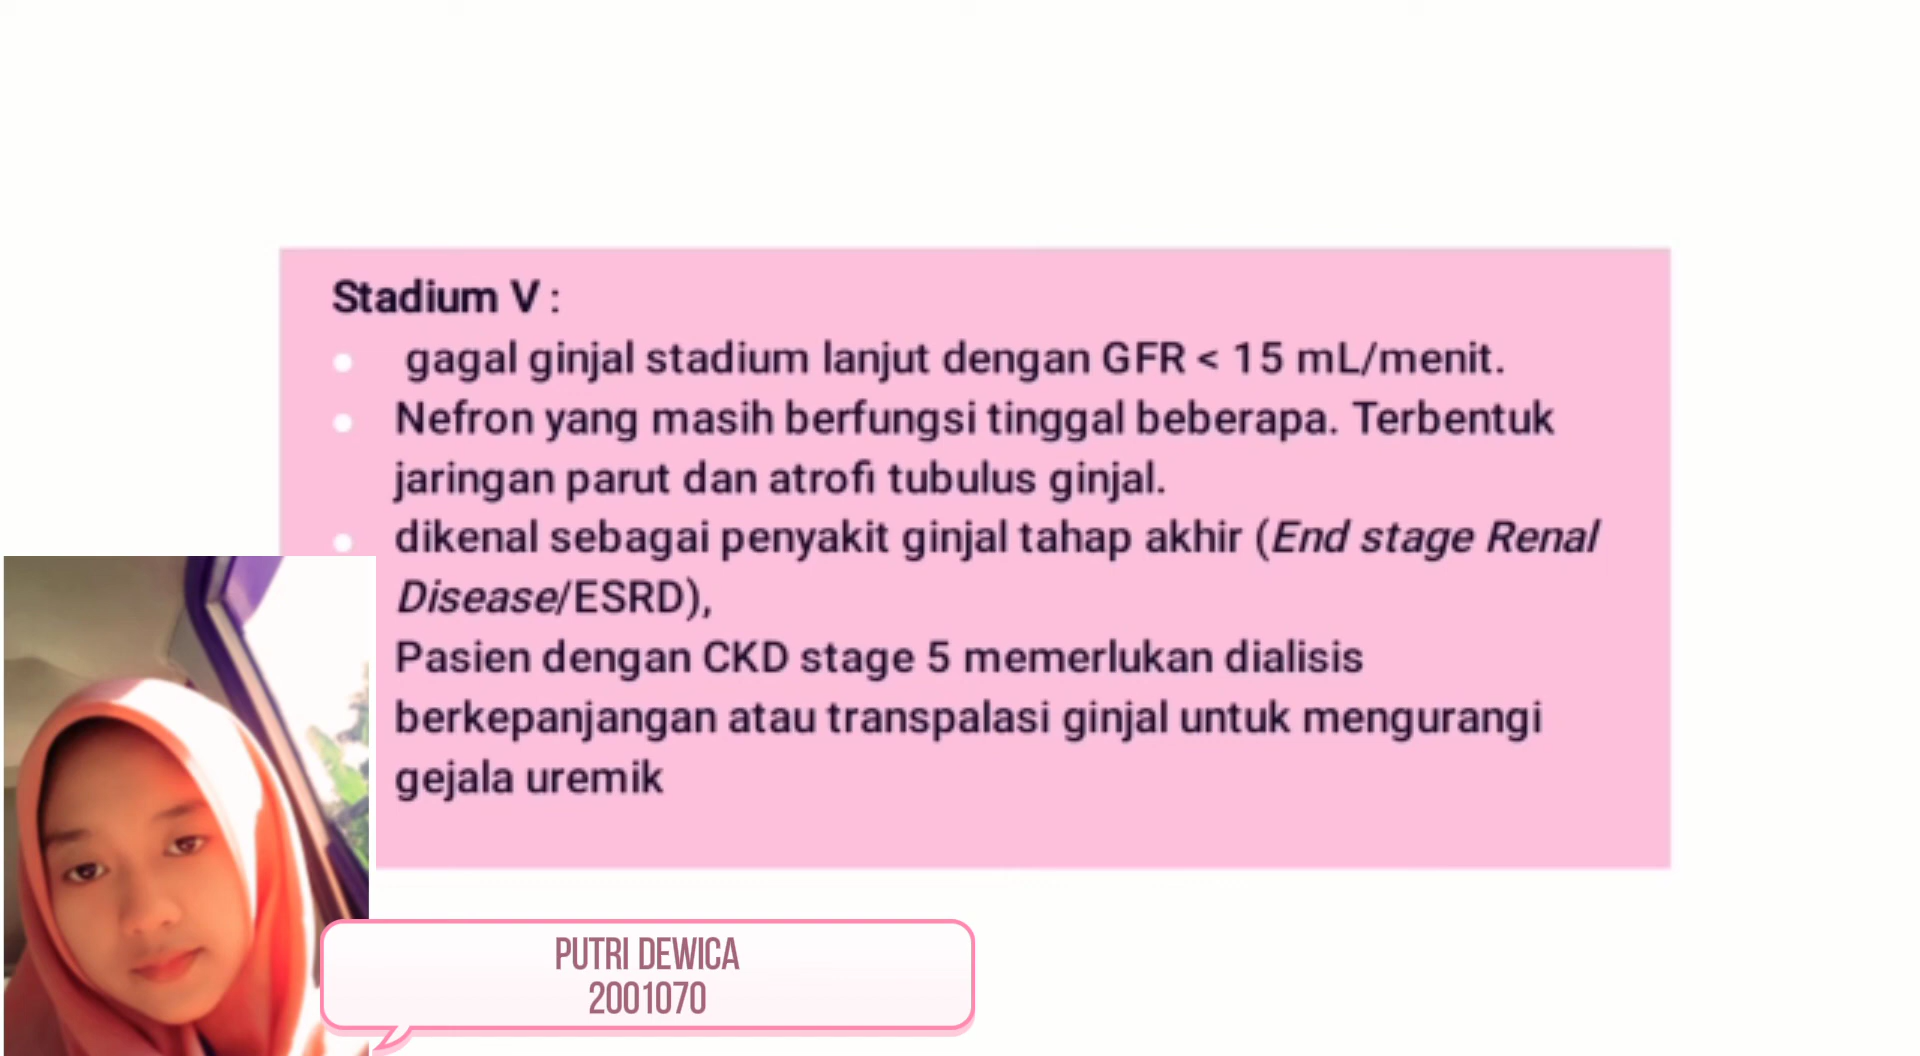 Stadium V :
gagal ginjal stadium lanjut dengan GFR < 15 mL/menit.
Nefron yang masih berfungsi tinggal beberapa. Terbentuk
jaringan parut dan atrofi tubulus ginjal.
dikenal sebagai penyakit ginjal tahap akhir (End stage Renal
Disease/ESRD),
Pasien dengan CKD stage 5 memerlukan dialisis
berkepanjangan atau transpalasi ginjal untuk mengurangi
gejala uremik
PUTRI DEWICA
2001070